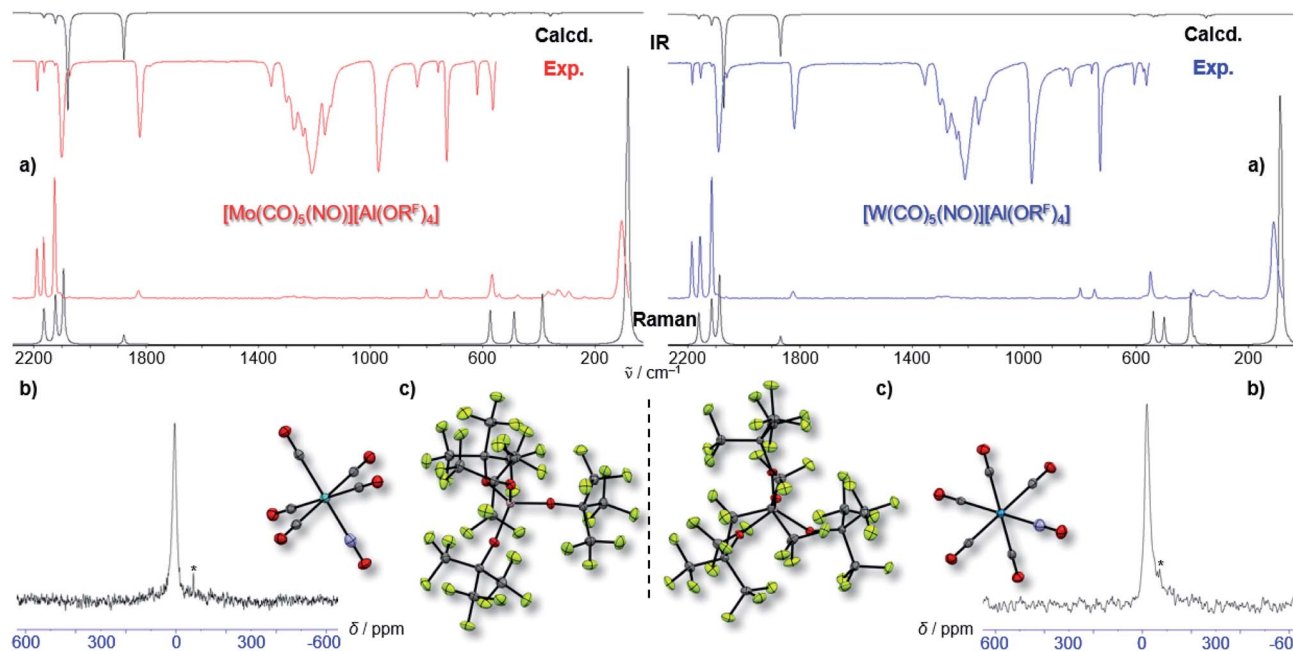 Calcd.
IR
Calcd.
Exp.
Exp.
a)
a)
[Mo(CO)₅(NO)][Al(ORᶠ)₄]
[W(CO)₅(NO)][Al(ORᶠ)₄]
Raman
2200 1800 1400 1000 600 200
2200 1800 1400 1000 600 200
ν̃ / cm⁻¹
b)
c)
c)
b)
*
*
600 300 0 -300 -600
δ / ppm
δ / ppm
600 300 0 -300 -60